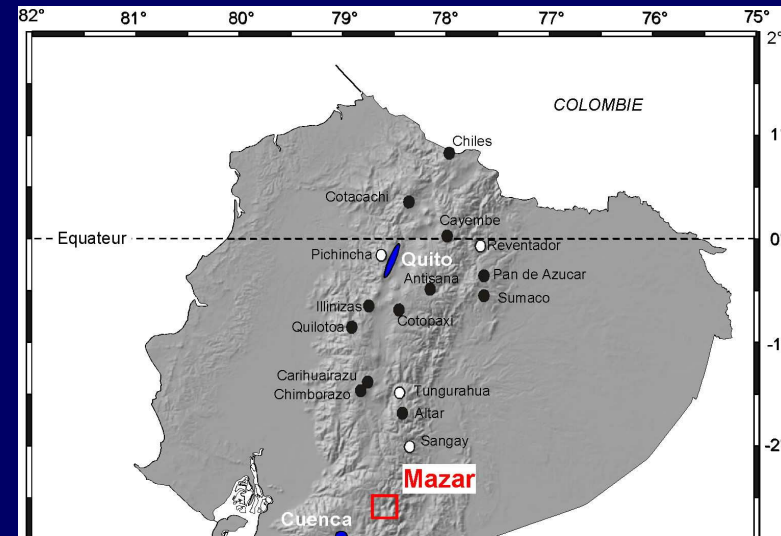 82° 81° 80° 79° 78° 77° 76° 75°
2°
COLOMBIE
1°
Chiles
Cotacachi
Cayembe
Equateur
0
Reventador
Pichincha
Quito
Pan de Azucar
Antisana
Sumaco
Illinizas
Cotopaxi
Quilotoa
-1
Carihuairazu
Tungurahua
Chimborazo
Altar
Sangay
-2
Mazar
Cuenca